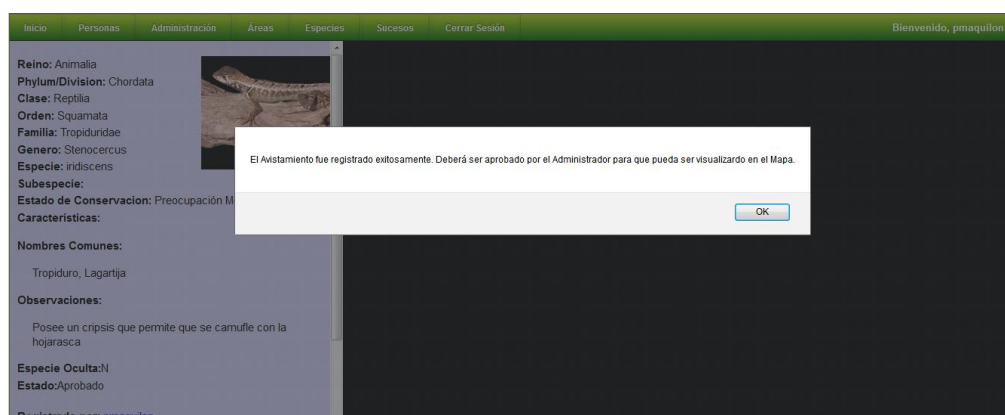 Inicio Personas Administración Áreas Especies Sucesos Cerrar Sesión Bienvenido, pmaquilon
Reino: Animalia
Phylum/Division: Chordata
Clase: Reptilia
Orden: Squamata
Familia: Tropiduridae
Genero: Stenocercus
Especie: iridiscens
Subespecie:
Estado de Conservacion: Preocupación M
Características:
El Avistamiento fue registrado exitosamente. Deberá ser aprobado por el Administrador para que pueda ser visualizardo en el Mapa.
OK
Nombres Comunes:
Tropiduro, Lagartija
Observaciones:
Posee un cripsis que permite que se camufle con la
hojarasca
Especie Oculta:N
Estado:Aprobado